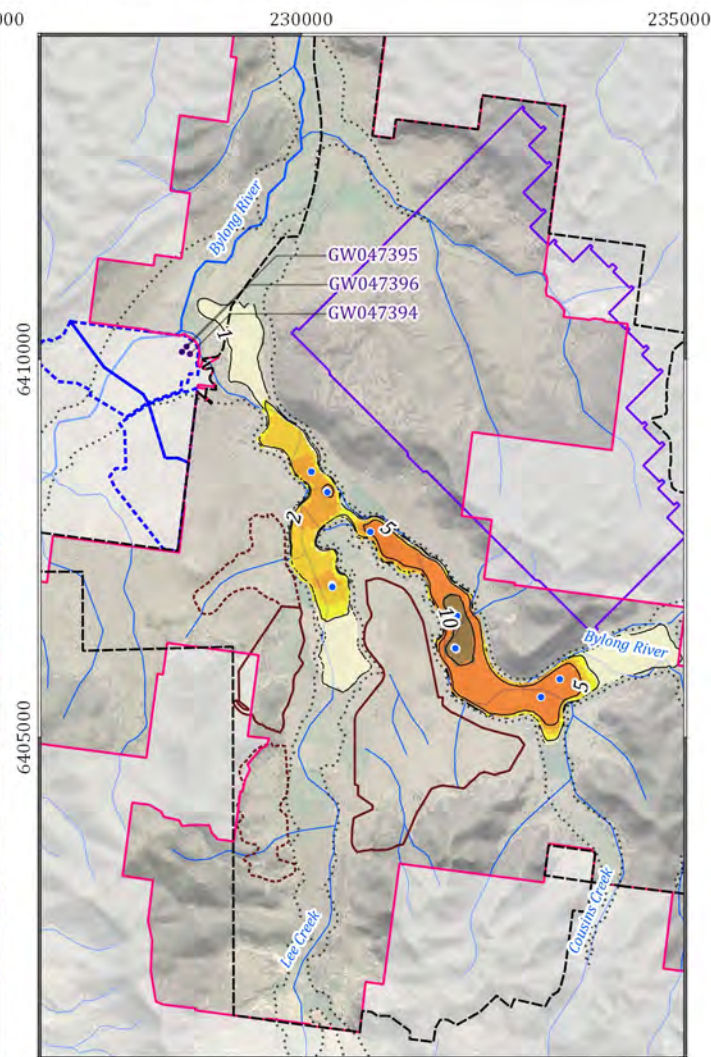 000
230000
235000
Bylong River
GW047395
GW047396
GW047394
6410000
1
2
5
10
Bylong River
5
6405000
Lee Creek
Cousins Creek